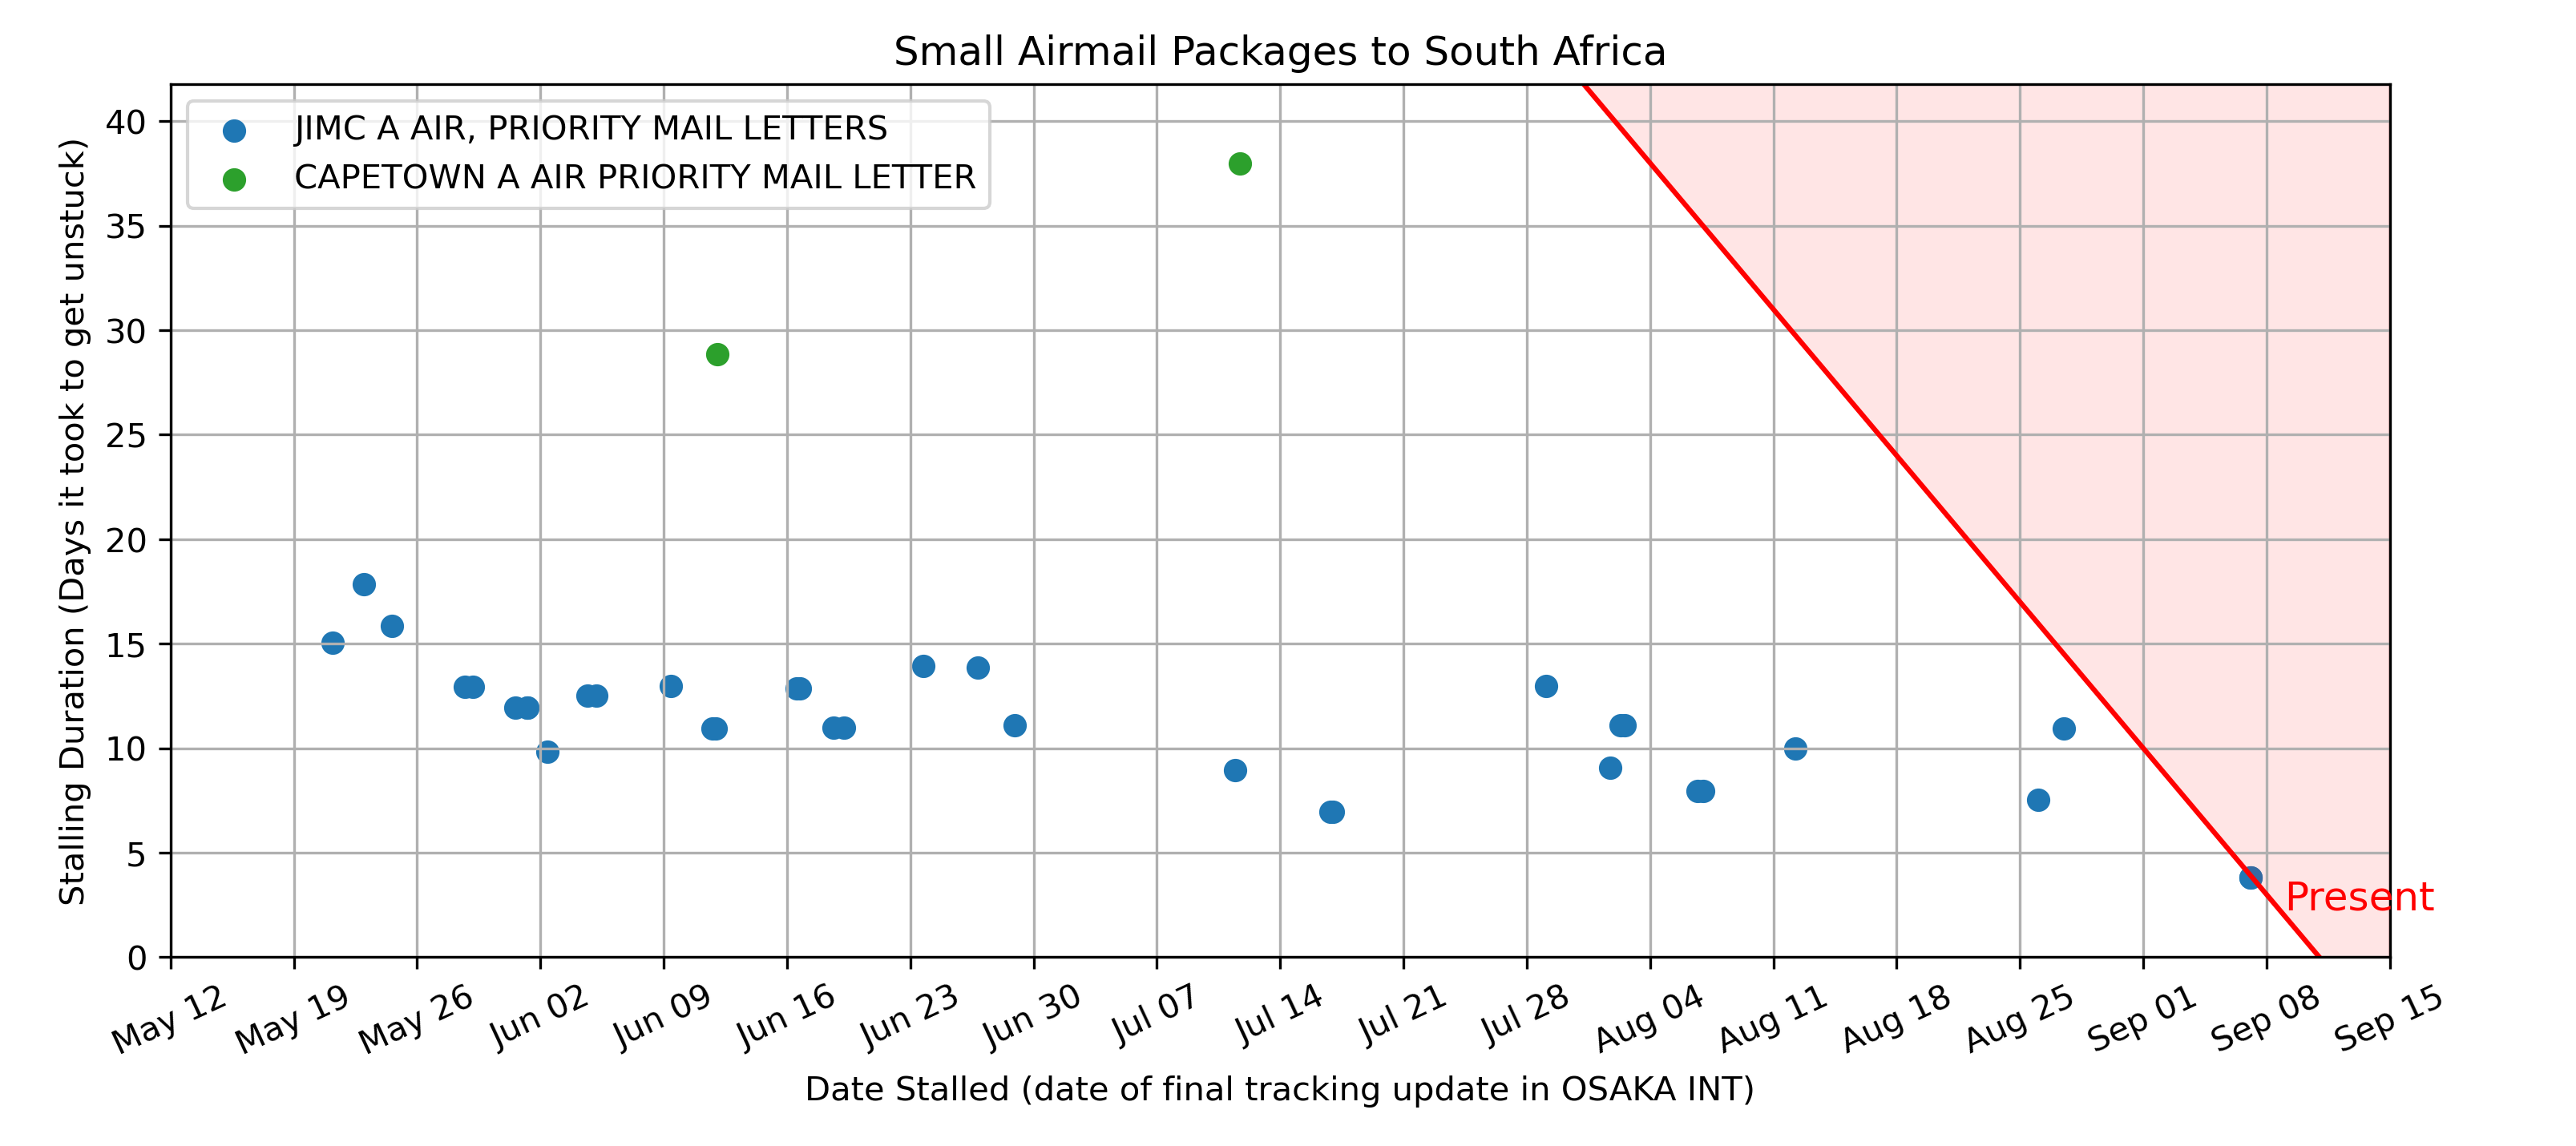 Small Airmail Packages to South Africa
JIMC A AIR, PRIORITY MAIL LETTERS
CAPETOWN A AIR PRIORITY MAIL LETTER
Stalling Duration (Days it took to get unstuck)
40
35
30
25
20
15
10
5
0
Present
May 12
May 19
May 26
Jun 02
Jun 09
Jun 16
Jun 23
Jun 30
Jul 07
Jul 14
Jul 21
Jul 28
Aug 04
Aug 11
Aug 18
Aug 25
Sep 01
Sep 08
Sep 15
Date Stalled (date of final tracking update in OSAKA INT)